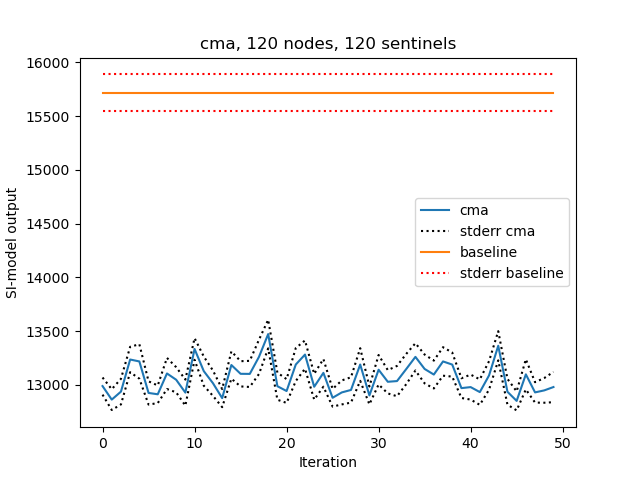 cma, 120 nodes, 120 sentinels
16000
15500
15000
14500
14000
13500
13000
SI-model output
cma
stderr cma
baseline
stderr baseline
0 10 20 30 40 50
Iteration